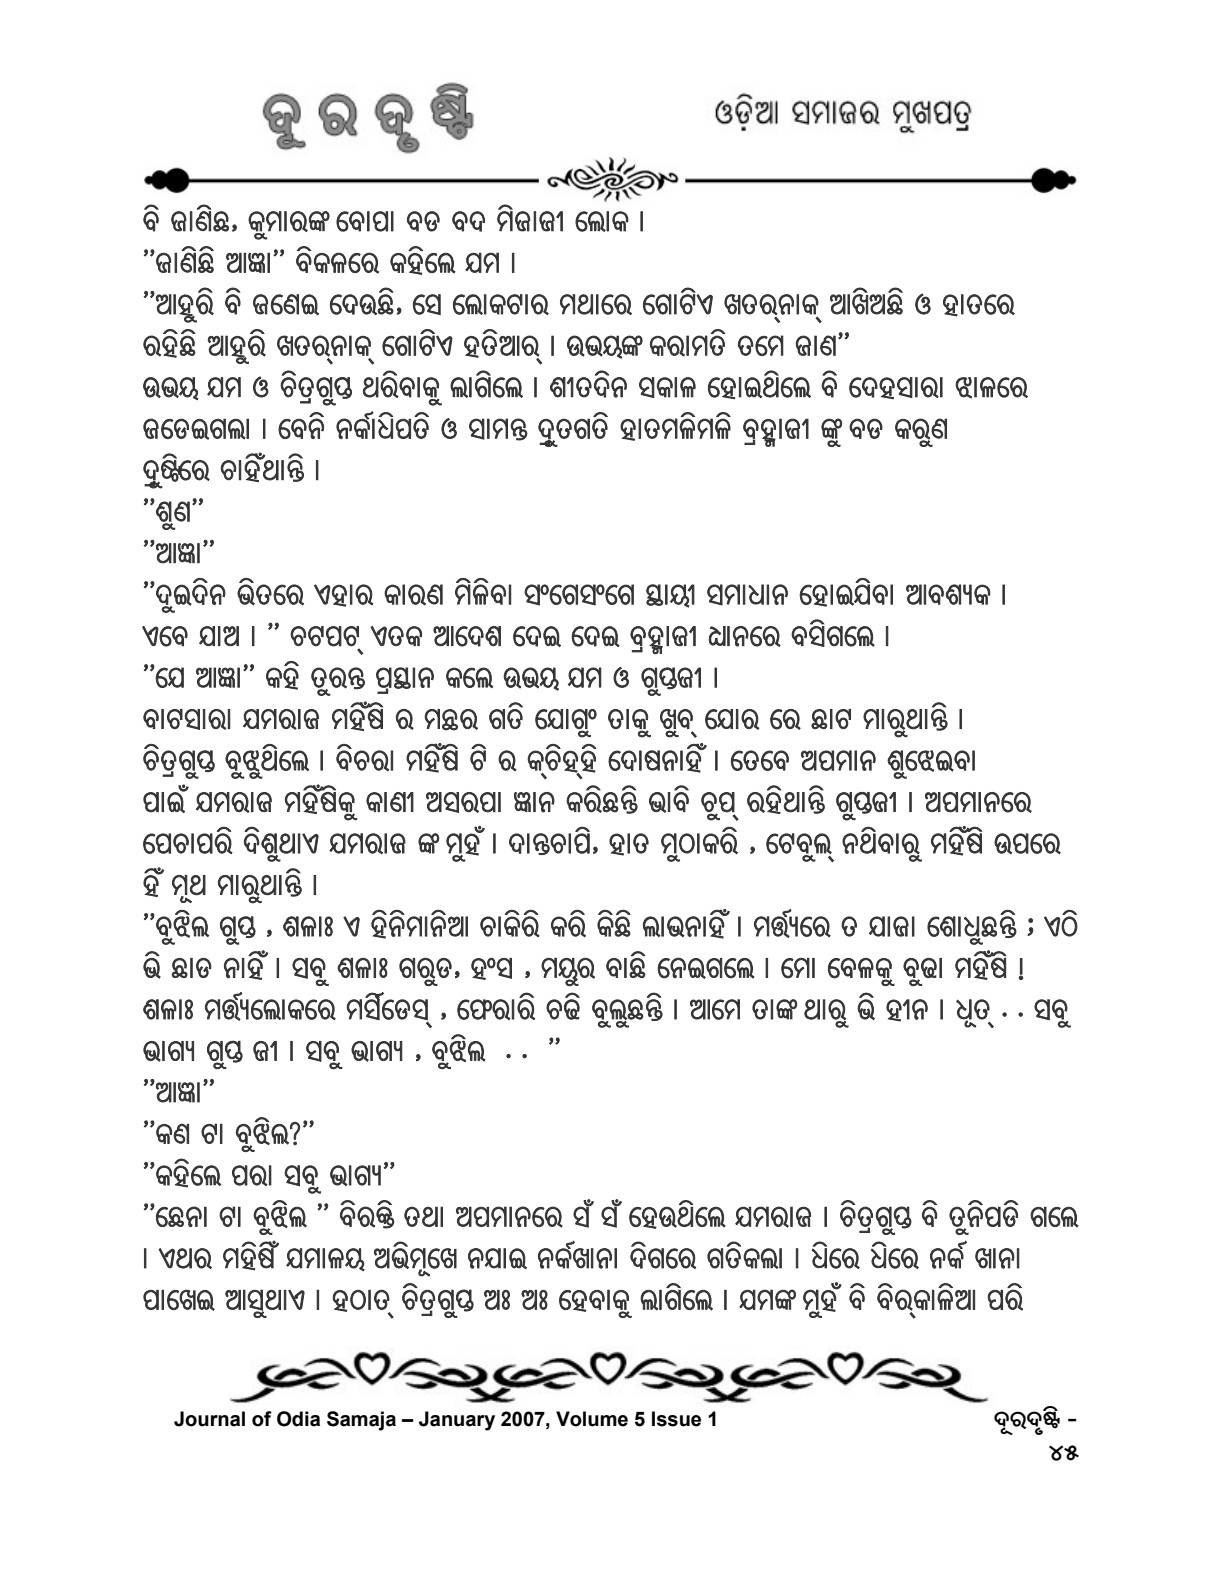 ଦୂରଦୃଷ୍ଟି
ଓଡ଼ିଆ ସମାଜର ମୁଖପତ୍ର
ବି ଜାଣିଛ, କୁମାରଙ୍କ ବୋପା ବଡ ବଦ ମିଜାଜୀ ଲୋକ ।
”ଜାଣିଛି ଆଜ୍ଞା” ବିକଳରେ କହିଲେ ଯମ ।
”ଆହୁରି ବି ଜଣେଇ ଦେଉଛି, ସେ ଲୋକଟାର ମଥାରେ ଗୋଟିଏ ଖତର୍‌ନାକ୍ ଆଖିଅଛି ଓ ହାତରେ
ରହିଛି ଆହୁରି ଖତର୍‌ନାକ୍ ଗୋଟିଏ ହତିଆର୍ । ଉଭୟଙ୍କ କରାମତି ତମେ ଜାଣ”
ଉଭୟ ଯମ ଓ ଚିତ୍ରଗୁପ୍ତ ଥରିବାକୁ ଲାଗିଲେ । ଶୀତଦିନ ସକାଳ ହୋଇଥିଲେ ବି ଦେହସାରା ଝାଳରେ
ଜଡେଇଗଲା । ବେନି ନର୍କାଧିପତି ଓ ସାମନ୍ତ ଦ୍ରୁତଗତି ହାତମଳିମଳି ବ୍ରହ୍ମାଜୀ ଙ୍କୁ ବଡ କରୁଣ
ଦ୍ରୁଷ୍ଟିରେ ଚାହିଁଥାନ୍ତି ।
”ଶୁଣ”
”ଆଜ୍ଞା”
”ଦୁଇଦିନ ଭିତରେ ଏହାର କାରଣ ମିଳିବା ସଂଗେସଂଗେ ସ୍ଥାୟୀ ସମାଧାନ ହୋଇଯିବା ଆବଶ୍ୟକ ।
ଏବେ ଯାଅ । ” ଚଟପଟ୍ ଏତକ ଆଦେଶ ଦେଇ ଦେଇ ବ୍ରହ୍ମାଜୀ ଧ୍ୟାନରେ ବସିଗଲେ ।
”ଯେ ଆଜ୍ଞା” କହି ତୁରନ୍ତ ପ୍ରସ୍ଥାନ କଲେ ଉଭୟ ଯମ ଓ ଗୁପ୍ତଜୀ ।
ବାଟସାରା ଯମରାଜ ମହିଁଷି ର ମଛର ଗତି ଯୋଗୁଂ ତାକୁ ଖୁବ୍ ଯୋର ରେ ଛାଟ ମାରୁଥାନ୍ତି ।
ଚିତ୍ରଗୁପ୍ତ ବୁଝୁଥିଲେ । ବିଚରା ମହିଁଷି ଟି ର କ୍‌ଚିହ୍‌ହି ଦୋଷନାହିଁ । ତେବେ ଅପମାନ ଶୁଝେଇବା
ପାଇଁ ଯମରାଜ ମହିଁଷିକୁ କାଣୀ ଅସରପା ଜ୍ଞାନ କରିଛନ୍ତି ଭାବି ଚୁପ୍ ରହିଥାନ୍ତି ଗୁପ୍ତଜୀ । ଅପମାନରେ
ପେଚାପରି ଦିଶୁଥାଏ ଯମରାଜ ଙ୍କ ମୁହଁ । ଦାନ୍ତଚାପି, ହାତ ମୁଠାକରି , ଟେବୁଲ୍ ନଥିବାରୁ ମହିଁଷି ଉପରେ
ହିଁ ମୂଥ ମାରୁଥାନ୍ତି ।
”ବୁଝିଲ ଗୁପ୍ତ , ଶଳାଃ ଏ ହିନିମାନିଆ ଚାକିରି କରି କିଛି ଲାଭନାହିଁ । ମର୍ତ୍ତ୍ୟରେ ତ ଯାଜା ଶୋଧୁଛନ୍ତି ; ଏଠି
ଭି ଛାଡ ନାହିଁ । ସବୁ ଶଳାଃ ଗରୁଡ, ହଂସ , ମୟୁର ବାଛି ନେଇଗଲେ । ମୋ ବେଳକୁ ବୁଢା ମହିଁଷି !
ଶଳାଃ ମର୍ତ୍ତ୍ୟଲୋକରେ ମର୍ସିଡେସ୍ , ଫେରାରି ଚଢି ବୁଲୁଛନ୍ତି । ଆମେ ତାଙ୍କ ଥାରୁ ଭି ହୀନ । ଧୂତ୍ . . ସବୁ
ଭାଗ୍ୟ ଗୁପ୍ତ ଜୀ । ସବୁ ଭାଗ୍ୟ , ବୁଝିଲ . . ”
”ଆଜ୍ଞା”
”କଣ ଟା ବୁଝିଲ?”
”କହିଲେ ପରା ସବୁ ଭାଗ୍ୟ”
”ଛେନା ଟା ବୁଝିଲ ” ବିରକ୍ତି ତଥା ଅପମାନରେ ସଁ ସଁ ହେଉଥିଲେ ଯମରାଜ । ଚିତ୍ରଗୁପ୍ତ ବି ତୁନିପଡି ଗଲେ
। ଏଥର ମହିଷିଁ ଯମାଳୟ ଅଭିମୂଖେ ନଯାଇ ନର୍କଖାନା ଦିଗରେ ଗତିକଲା । ଧିରେ ଧିରେ ନର୍କ ଖାନା
ପାଖେଇ ଆସୁଥାଏ । ହଠାତ୍ ଚିତ୍ରଗୁପ୍ତ ଅଃ ଅଃ ହେବାକୁ ଲାଗିଲେ । ଯମଙ୍କ ମୁହଁ ବି ବିର୍‌କାଳିଆ ପରି
Journal of Odia Samaja – January 2007, Volume 5 Issue 1
ଦୂରଦୃଷ୍ଟି -
୪୫